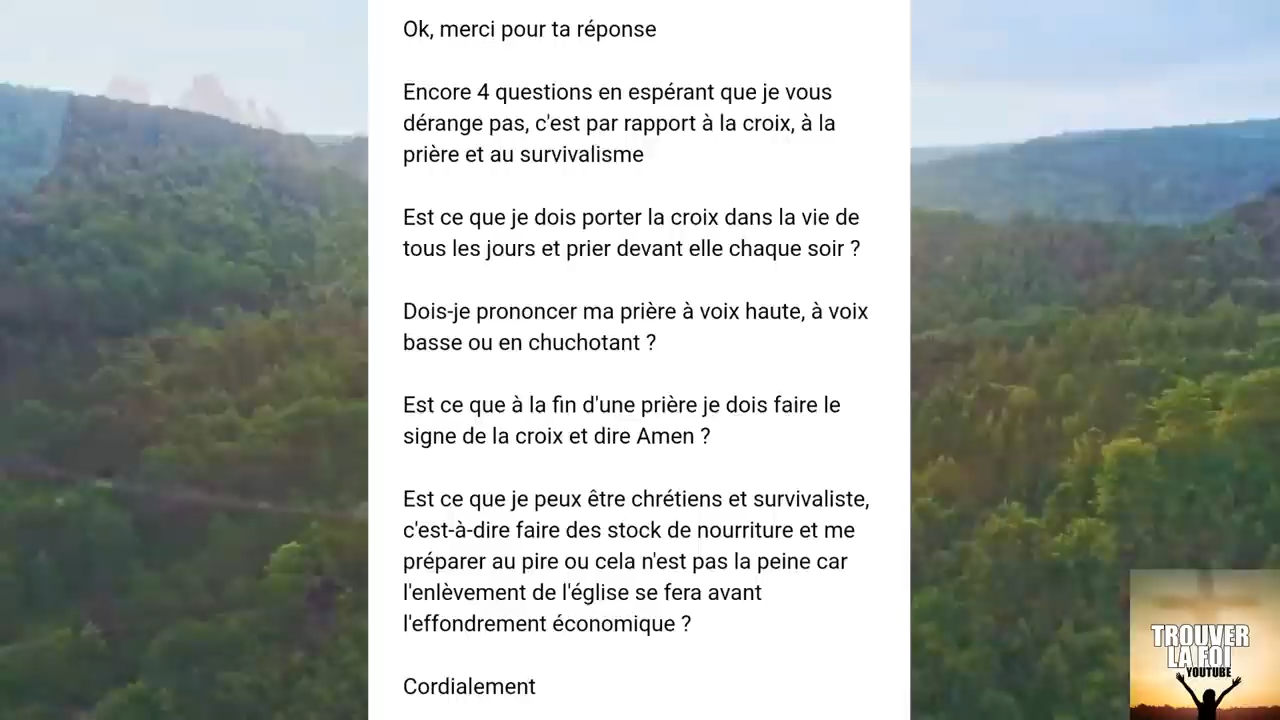 Ok, merci pour ta réponse
Encore 4 questions en espérant que je vous
dérange pas, c'est par rapport à la croix, à la
prière et au survivalisme
Est ce que je dois porter la croix dans la vie de
tous les jours et prier devant elle chaque soir ?
Dois-je prononcer ma prière à voix haute, à voix
basse ou en chuchotant ?
Est ce que à la fin d'une prière je dois faire le
signe de la croix et dire Amen ?
Est ce que je peux être chrétiens et survivaliste,
c'est-à-dire faire des stock de nourriture et me
préparer au pire ou cela n'est pas la peine car
l'enlèvement de l'église se fera avant
l'effondrement économique ?
Cordialement
TROUVER
LA FOI
YOUTUBE